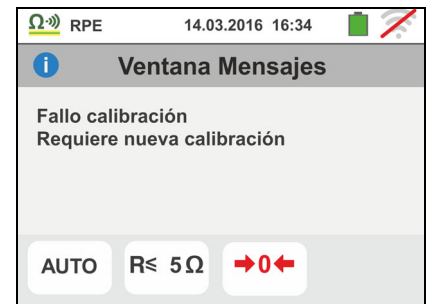 Ω RPE 14.03.2016 16:34
i Ventana Mensajes
Fallo calibración
Requiere nueva calibración
AUTO R≤ 5Ω →0←